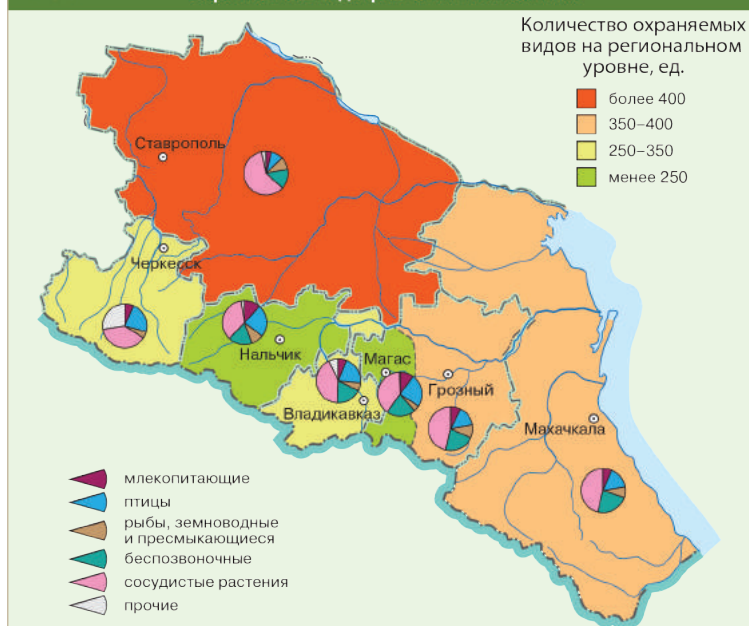 Количество охраняемых
видов на региональном
уровне, ед.
более 400
350–400
250–350
менее 250
Ставрополь
Черкесск
Нальчик
Магас
Грозный
Владикавказ
Махачкала
млекопитающие
птицы
рыбы, земноводные
и пресмыкающиеся
беспозвоночные
сосудистые растения
прочие